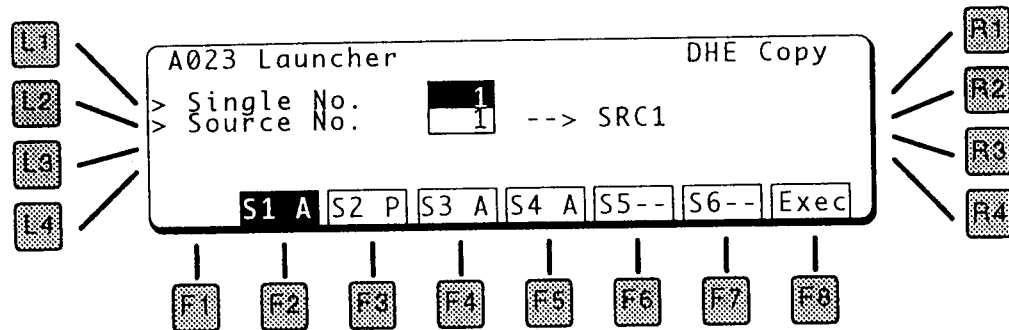 L1
L2
L3
L4
A023 Launcher DHE Copy
> Single No. 1
> Source No. 1 --> SRC1
S1 A S2 P S3 A S4 A S5-- S6-- Exec
R1
R2
R3
R4
F1 F2 F3 F4 F5 F6 F7 F8